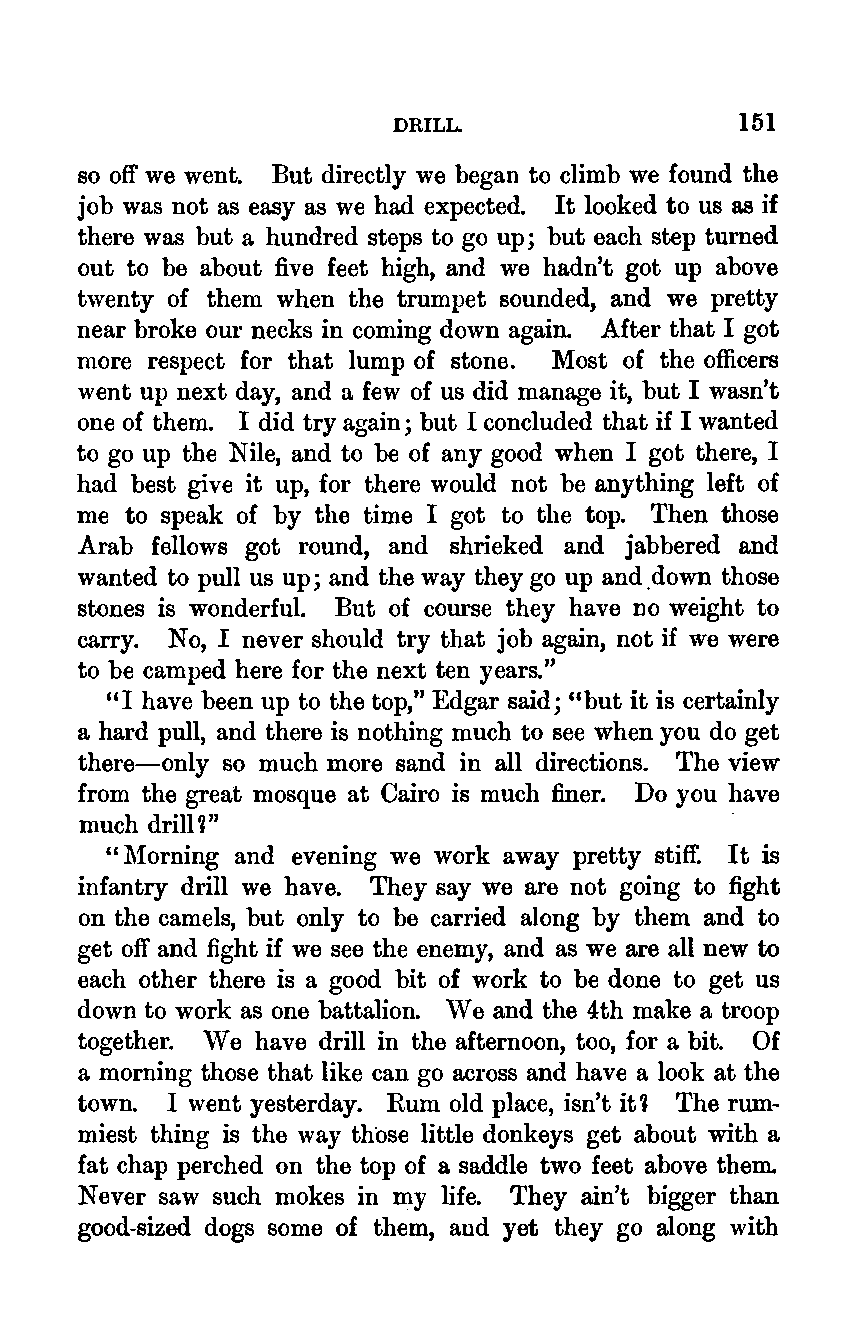 DRILL. 151
so off we went. But directly we began to climb we found the
job was not as easy as we had expected. It looked to us as if
there was but a hundred steps to go up; but each step turned
out to be about five feet high, and we hadn't got up above
twenty of them when the trumpet sounded, and we pretty
near broke our necks in coming down again. After that I got
more respect for that lump of stone. Most of the officers
went up next day, and a few of us did manage it, but I wasn't
one of them. I did try again; but I concluded that if I wanted
to go up the Nile, and to be of any good when I got there, I
had best give it up, for there would not be anything left of
me to speak of by the time I got to the top. Then those
Arab fellows got round, and shrieked and jabbered and
wanted to pull us up; and the way they go up and down those
stones is wonderful. But of course they have no weight to
carry. No, I never should try that job again, not if we were
to be camped here for the next ten years."
"I have been up to the top," Edgar said; "but it is certainly
a hard pull, and there is nothing much to see when you do get
there—only so much more sand in all directions. The view
from the great mosque at Cairo is much finer. Do you have
much drill?"
"Morning and evening we work away pretty stiff. It is
infantry drill we have. They say we are not going to fight
on the camels, but only to be carried along by them and to
get off and fight if we see the enemy, and as we are all new to
each other there is a good bit of work to be done to get us
down to work as one battalion. We and the 4th make a troop
together. We have drill in the afternoon, too, for a bit. Of
a morning those that like can go across and have a look at the
town. I went yesterday. Rum old place, isn't it? The rum-
miest thing is the way those little donkeys get about with a
fat chap perched on the top of a saddle two feet above them.
Never saw such mokes in my life. They ain't bigger than
good-sized dogs some of them, and yet they go along with